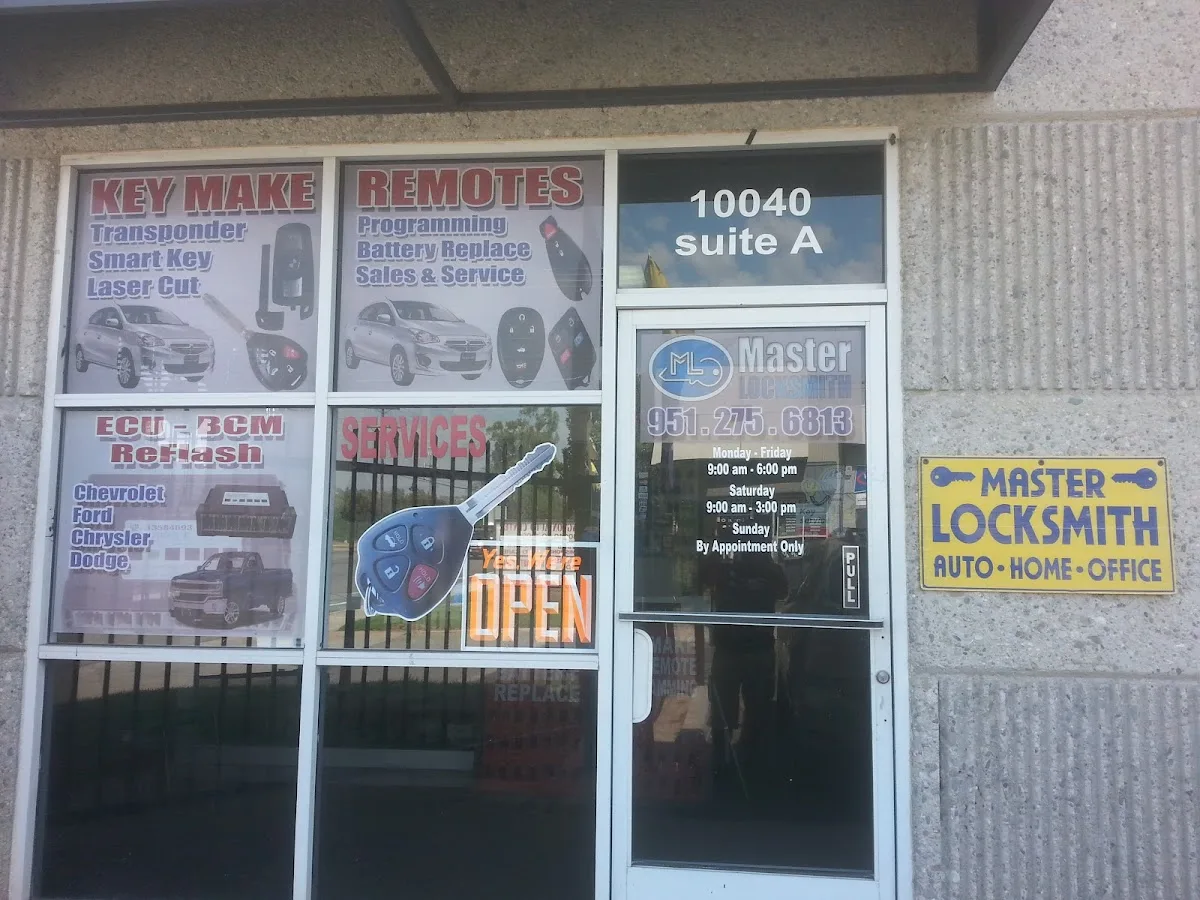 KEY MAKE
Transponder
Smart Key
Laser Cut
REMOTES
Programming
Battery Replace
Sales & Service
10040
suite A
ECU - BCM
ReFlash
Chevrolet
Ford
Chrysler
Dodge
SERVICES
Yes We're
OPEN
REPLACE
ML
Master
LOCKSMITH
951.275.6813
Monday - Friday
9:00 am - 6:00 pm
Saturday
9:00 am - 3:00 pm
Sunday
By Appointment Only
PULL
MASTER
LOCKSMITH
AUTO • HOME • OFFICE